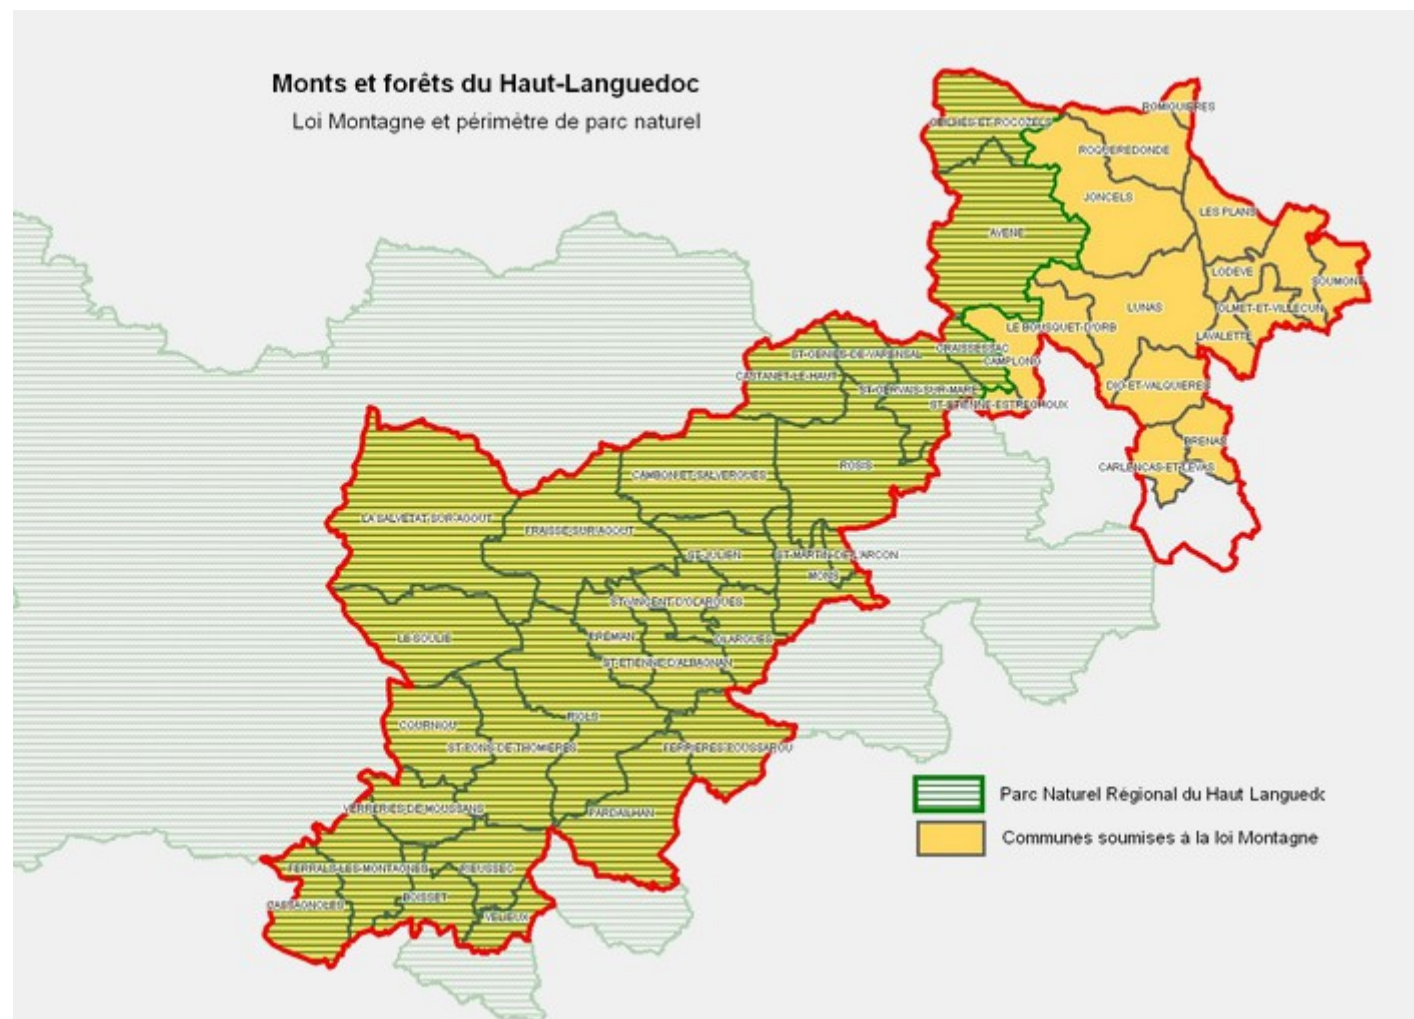 Monts et forêts du Haut-Languedoc
Loi Montagne et périmètre de parc naturel
ROMIGUIERES
CEILHES-ET-ROCOZELS
ROQUEREDONDE
JONCELS
LES PLANS
AVENE
LODEVE
SOUMONT
LUNAS
OLMET-ET-VILLECUN
LE BOUSQUET-D'ORB
LAVALETTE
GRAISSESSAC
ST-GENIES-DE-VARENSAL
CAMPLONG
CASTANET-LE-HAUT
DIO-ET-VALQUIERES
ST-GERVAIS-SUR-MARE
ST-ETIENNE-ESTRECHOUX
BRENAS
ROSIS
CARLENCAS-ET-LEVAS
CAMBON-ET-SALVERGUES
LA SALVETAT-SUR-AGOUT
FRAISSE-SUR-AGOUT
ST-JULIEN
ST-MARTIN-DE-L'ARCON
MONS
ST-VINCENT-D'OLARGUES
LE SOULIE
PREMIAN
OLARGUES
ST-ETIENNE-D'ALBAGNAN
RIOLS
COURNIOU
ST-PONS-DE-THOMIERES
FERRIERES-POUSSAROU
Parc Naturel Régional du Haut Langued
VERRERIES-DE-MOUSSANS
PARDAILHAN
Communes soumises à la loi Montagne
FERRALS-LES-MONTAGNES
RIEUSSEC
BOISSET
CASSAGNOLES
VELIEUX